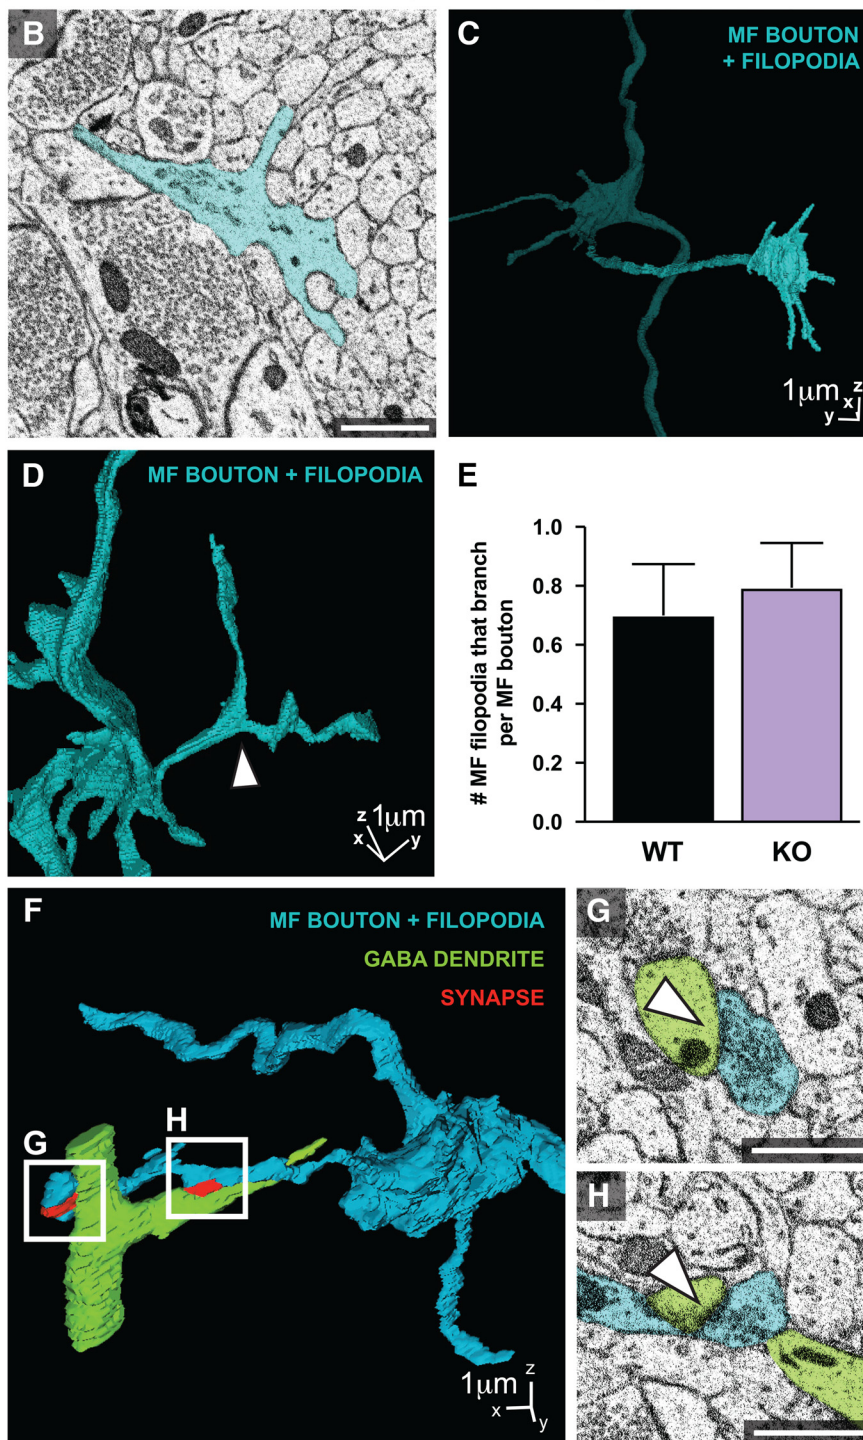 B
C
MF BOUTON
+ FILOPODIA
1μm
z
x
y
D
MF BOUTON + FILOPODIA
z
1μm
x
y
E
# MF filopodia that branch
per MF bouton
1.0
0.8
0.6
0.4
0.2
0.0
WT
KO
F
MF BOUTON + FILOPODIA
GABA DENDRITE
SYNAPSE
G
H
1μm
z
x
y
G
H